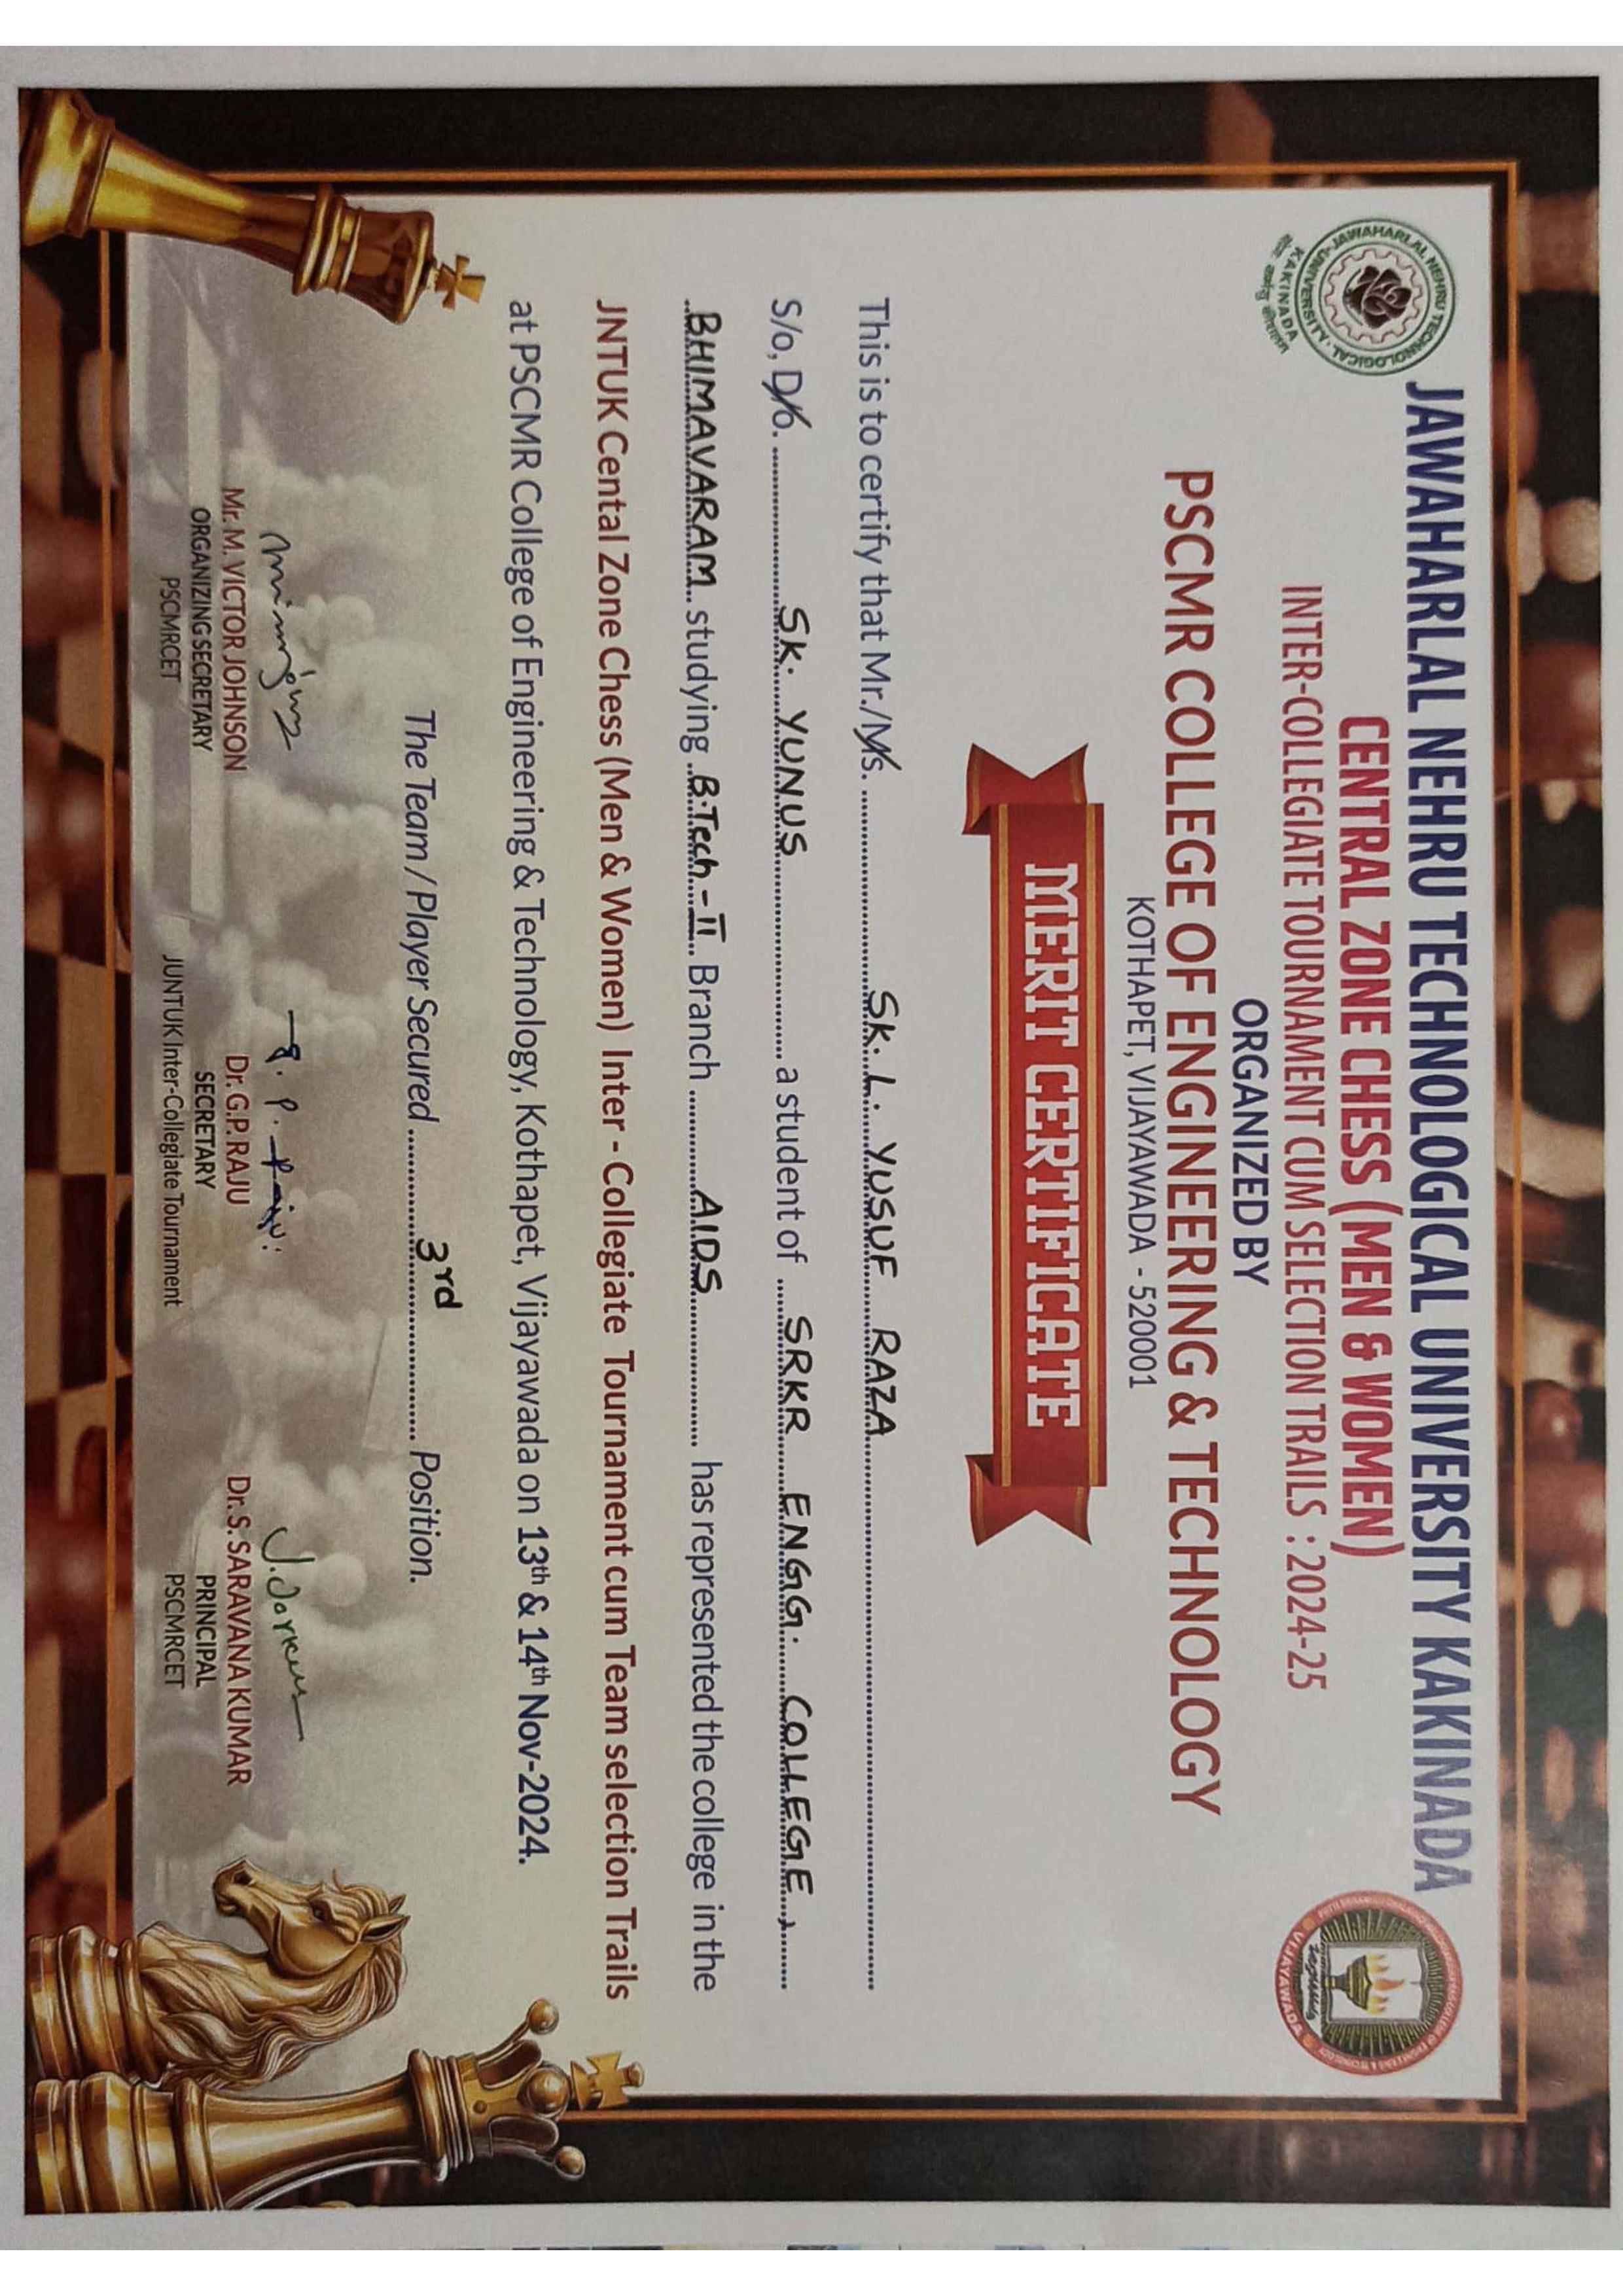 JAWAHARLAL NEHRU TECHNOLOGICAL UNIVERSITY KAKINADA
JAWAHARLAL NEHRU TECHNOLOGICAL UNIVERSITY
KAKINADA
योगः कर्मसु कौशलम्
VIJAYAWADA
CENTRAL ZONE CHESS (MEN & WOMEN)
INTER-COLLEGIATE TOURNAMENT CUM SELECTION TRAILS : 2024-25
ORGANIZED BY
PSCMR COLLEGE OF ENGINEERING & TECHNOLOGY
KOTHAPET, VIJAYAWADA - 520001
MERIT CERTIFICATE
This is to certify that Mr./Ms. SK. L. YUSUF RAZA
S/o, D/o. SK. YUNUS a student of SRKR ENGG. COLLEGE,
BHIMAVARAM studying B.Tech - II Branch AIDS has represented the college in the
JNTUK Cental Zone Chess (Men & Women) Inter - Collegiate Tournament cum Team selection Trails
at PSCMR College of Engineering & Technology, Kothapet, Vijayawada on 13th & 14th Nov-2024.
The Team / Player Secured 3rd Position.
Mr. M. VICTOR JOHNSON
ORGANIZING SECRETARY
PSCMRCET
G. P. Raju
Dr. G.P. RAJU
SECRETARY
JUNTUK Inter-Collegiate Tournament
Dr. S. SARAVANA KUMAR
PRINCIPAL
PSCMRCET